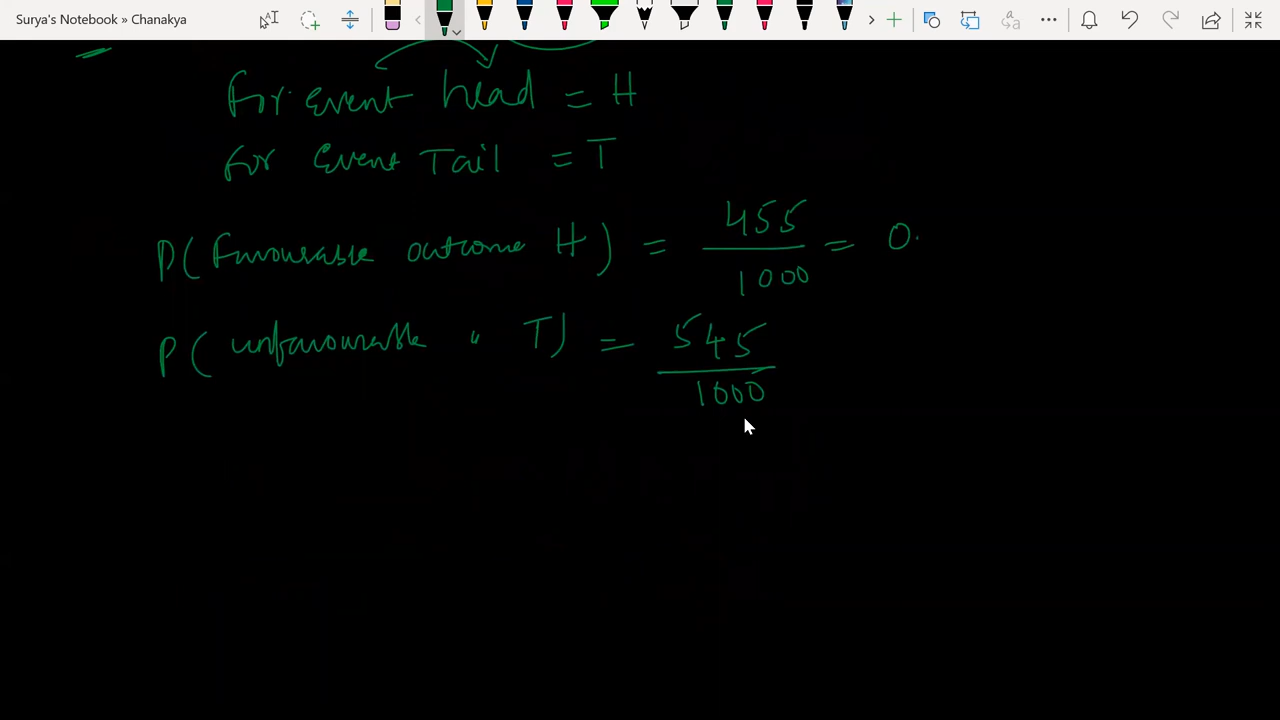 Surya's Notebook » Chanakya
for event head = H
for event Tail = T
P(favourable outcome H) = 455/1000 = 0.
P(unfavourable " T) = 545/1000